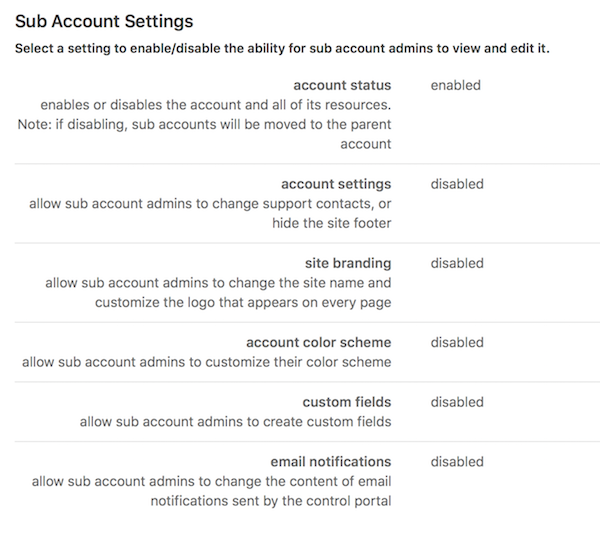 Sub Account Settings
Select a setting to enable/disable the ability for sub account admins to view and edit it.
account status enabled
enables or disables the account and all of its resources.
Note: if disabling, sub accounts will be moved to the parent
account
account settings disabled
allow sub account admins to change support contacts, or
hide the site footer
site branding disabled
allow sub account admins to change the site name and
customize the logo that appears on every page
account color scheme disabled
allow sub account admins to customize their color scheme
custom fields disabled
allow sub account admins to create custom fields
email notifications disabled
allow sub account admins to change the content of email
notifications sent by the control portal